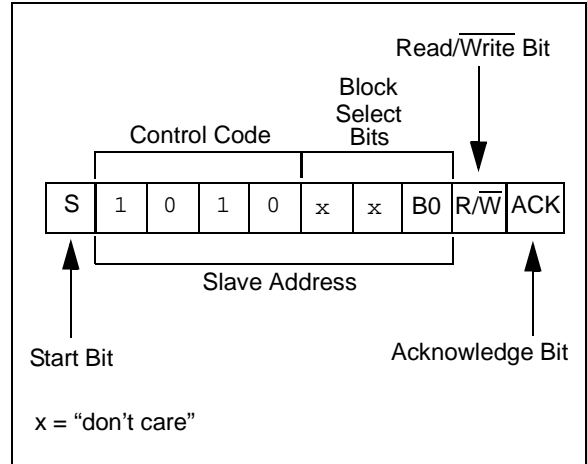 Read/Write Bit
Block
Select
Bits
Control Code
S 1 0 1 0 x x B0 R/W ACK
Slave Address
Start Bit
Acknowledge Bit
x = “don’t care”